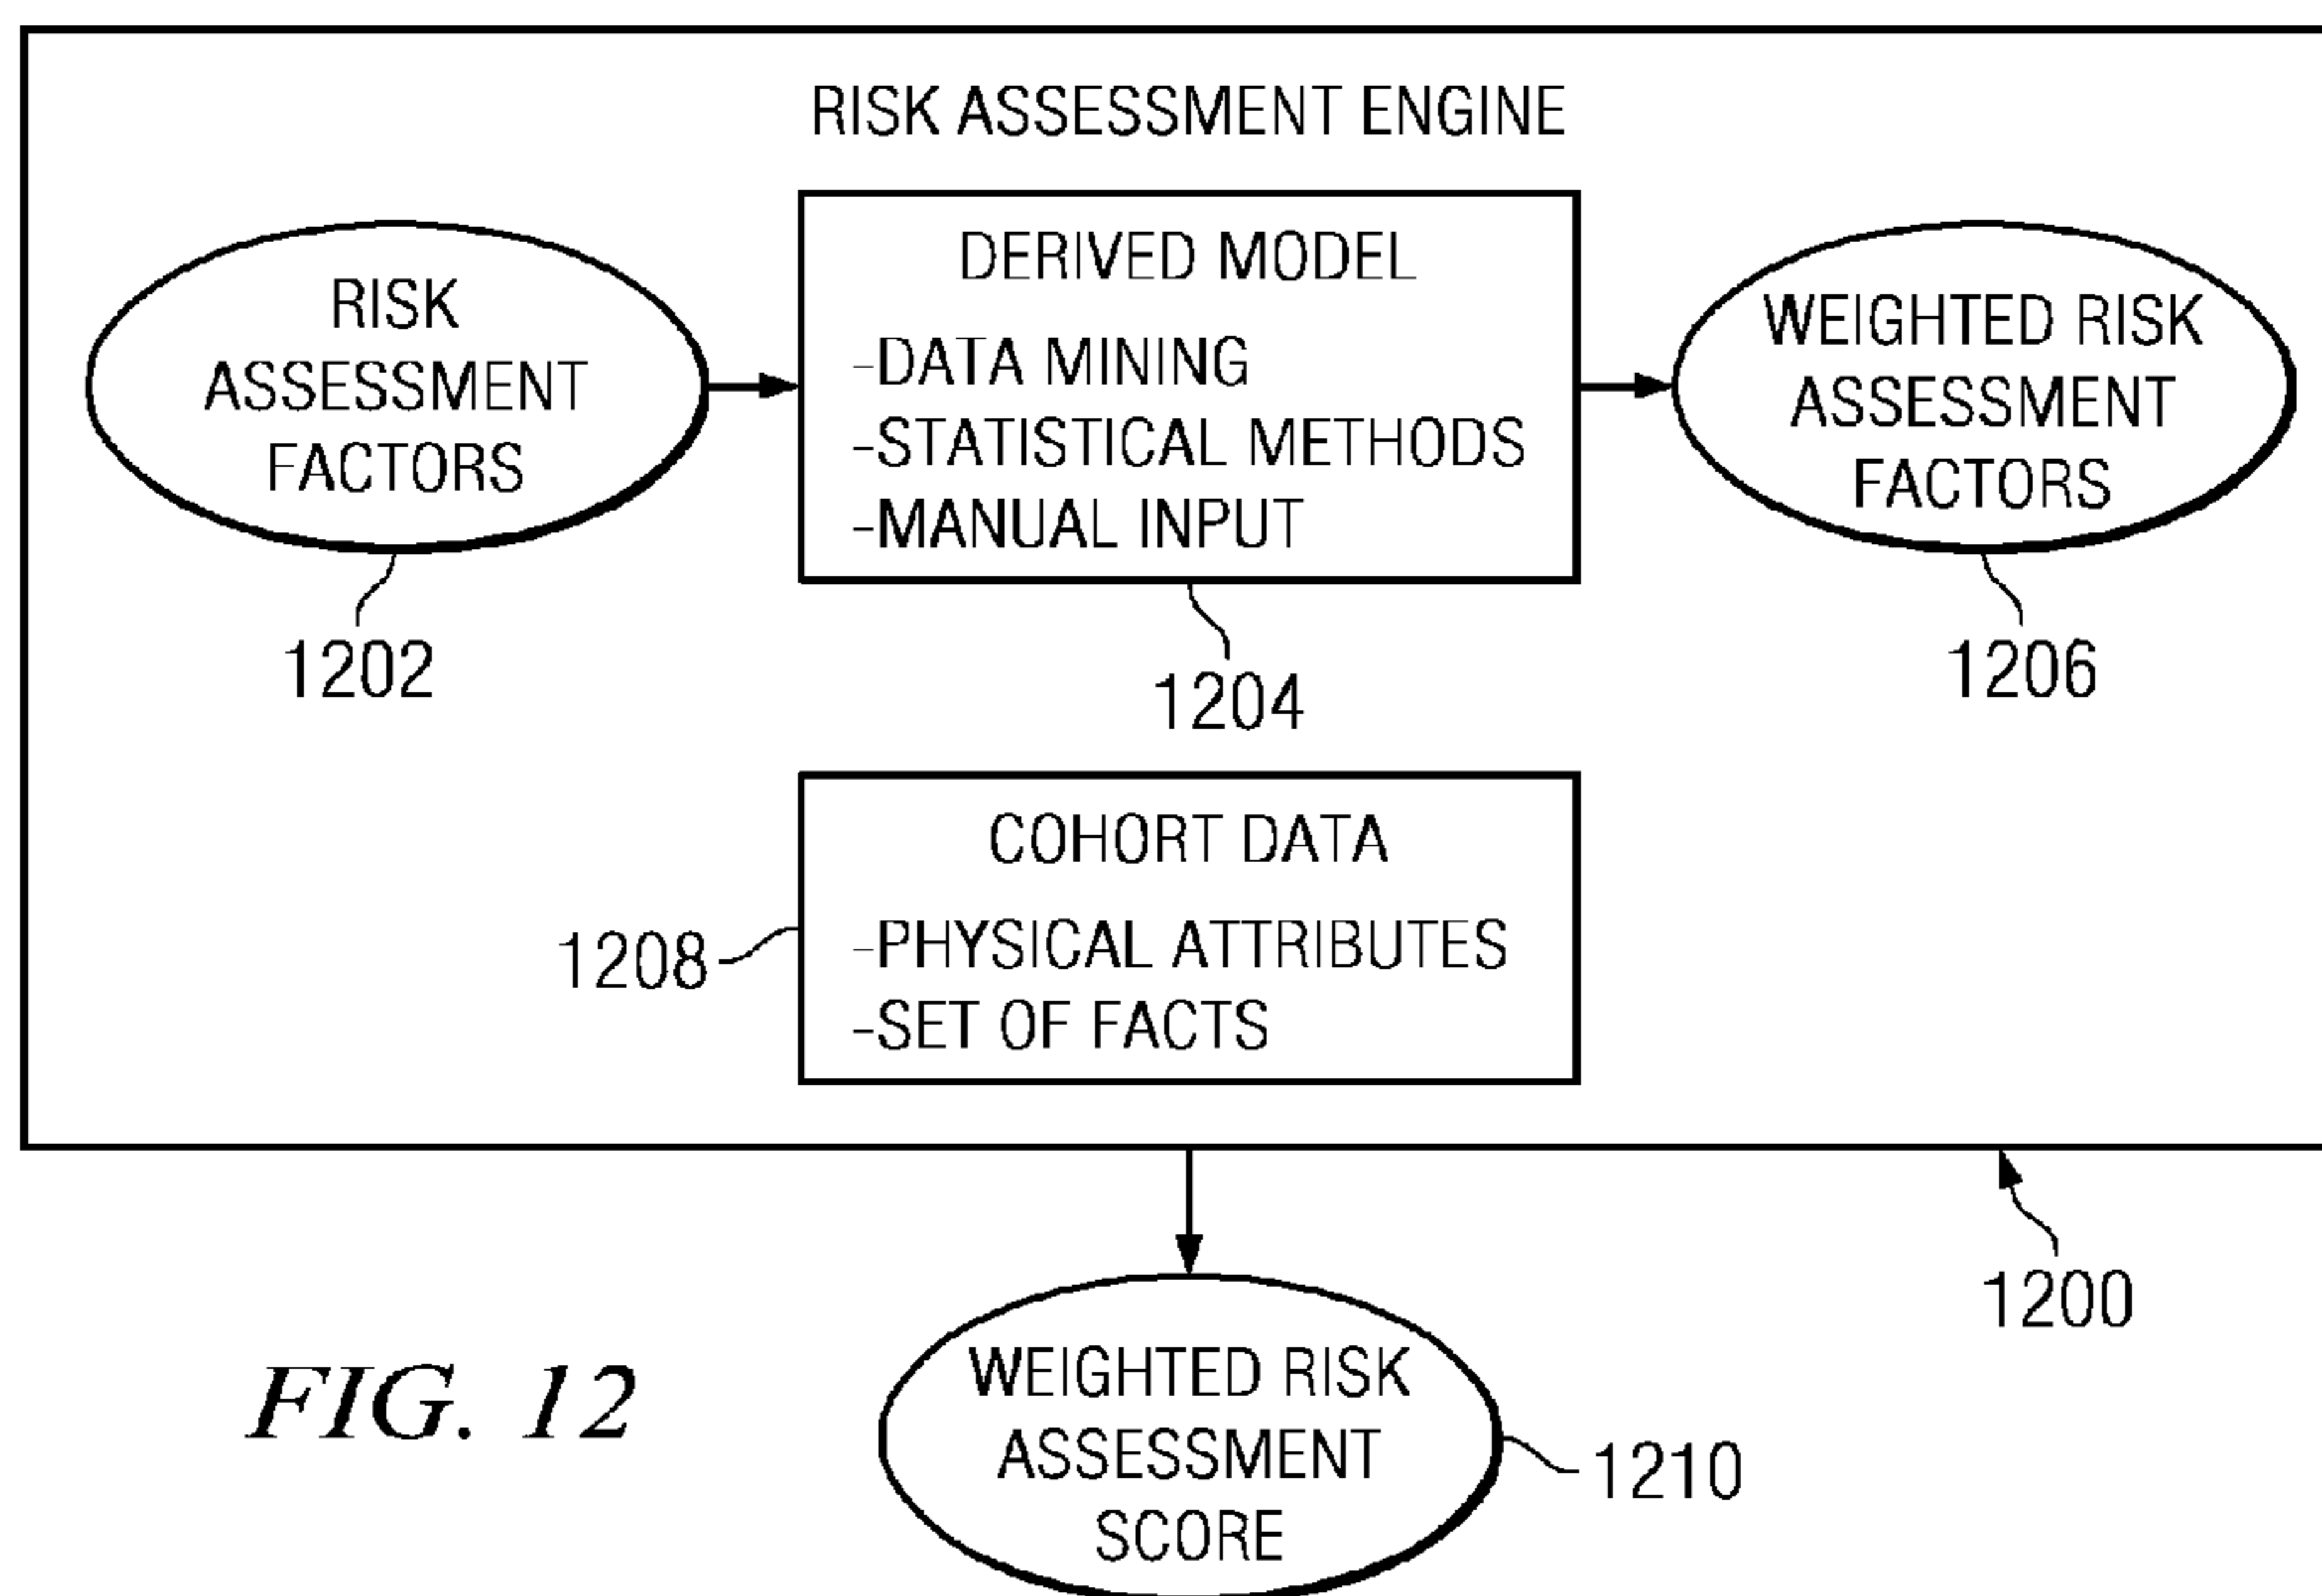 RISK ASSESSMENT ENGINE
RISK
ASSESSMENT
FACTORS
1202
DERIVED MODEL
-DATA MINING
-STATISTICAL METHODS
-MANUAL INPUT
1204
WEIGHTED RISK
ASSESSMENT
FACTORS
1206
COHORT DATA
-PHYSICAL ATTRIBUTES
-SET OF FACTS
1208
1200
WEIGHTED RISK
ASSESSMENT
SCORE
1210
FIG. 12